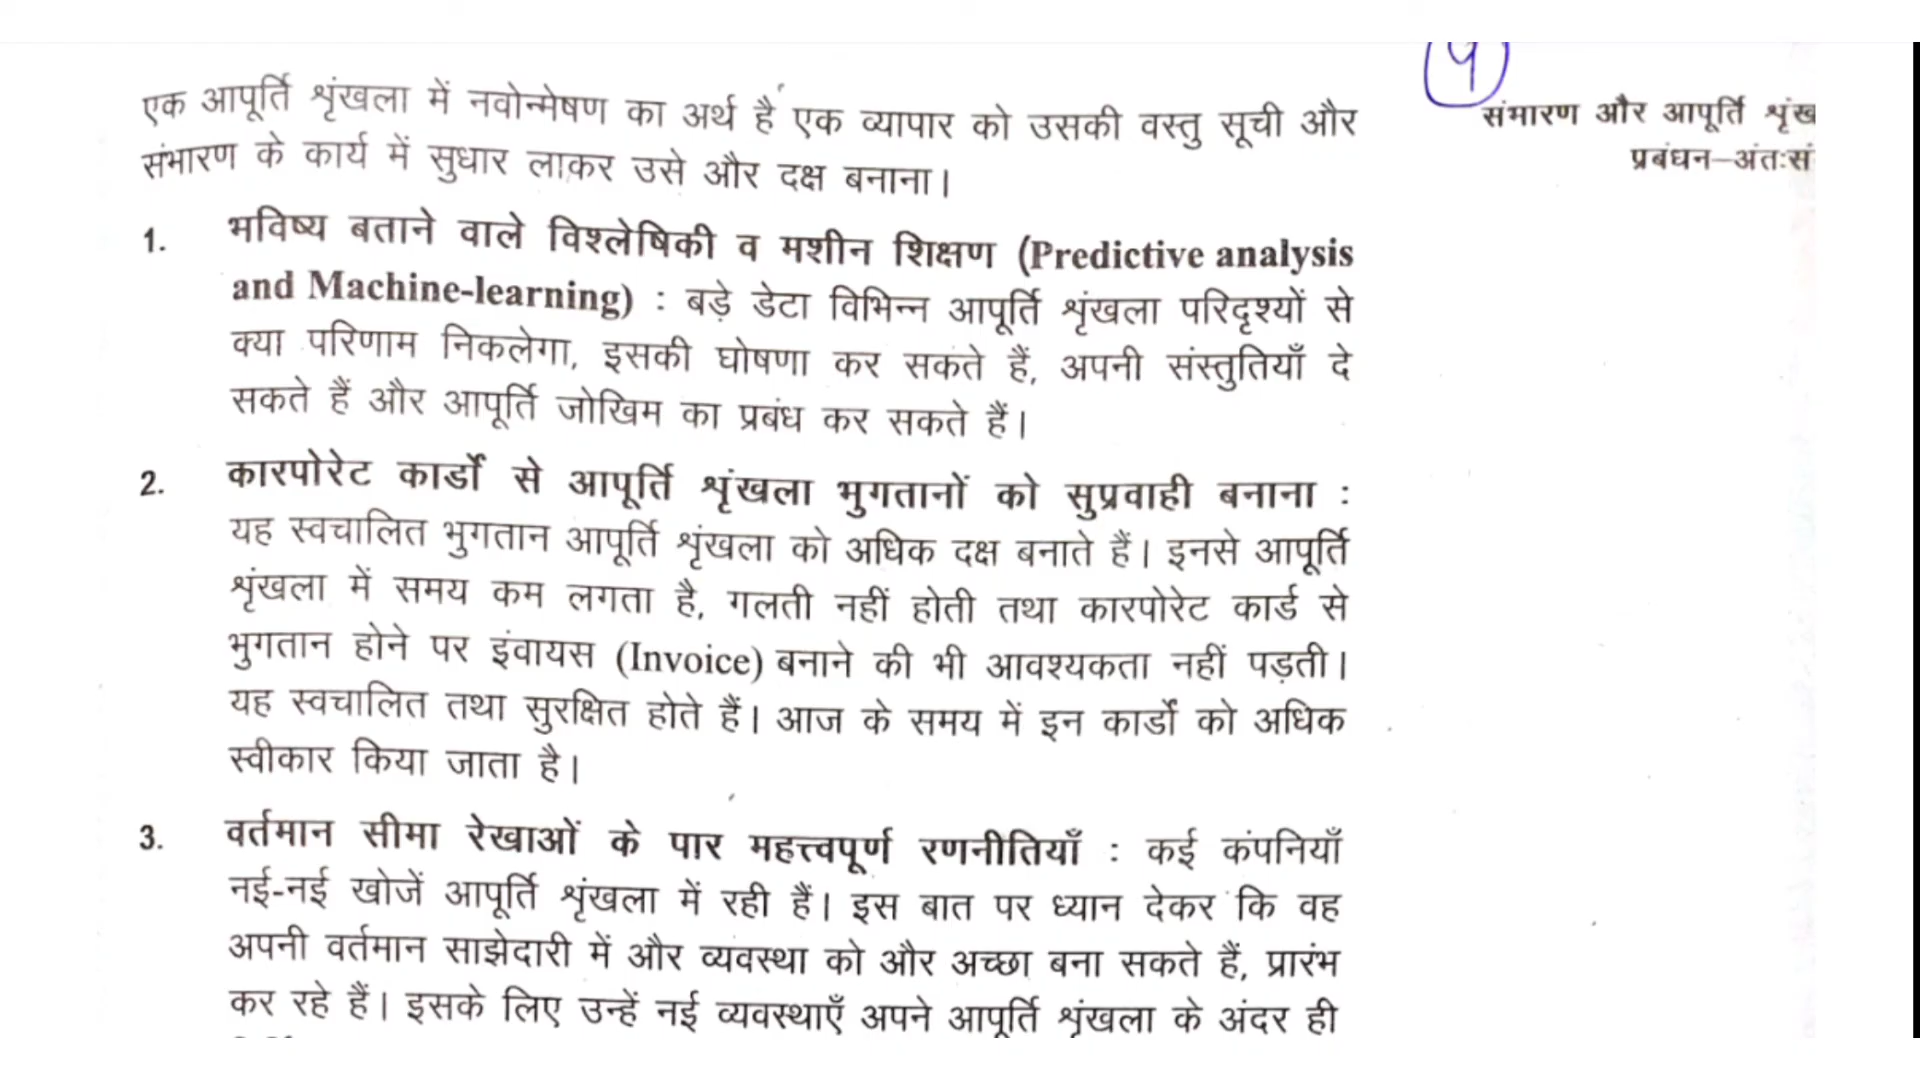 ९
संभारण और आपूर्ति
प्रबंधन–अंतःसं
एक आपूर्ति शृंखला में नवोन्मेषण का अर्थ है एक व्यापार को उसकी वस्तु सूची और
संभारण के कार्य में सुधार लाकर उसे और दक्ष बनाना।
1. भविष्य बताने वाले विश्लेषिकी व मशीन शिक्षण (Predictive analysis
and Machine-learning) : बड़े डेटा विभिन्न आपूर्ति शृंखला परिदृश्यों से
क्या परिणाम निकलेगा, इसकी घोषणा कर सकते हैं, अपनी संस्तुतियाँ दे
सकते हैं और आपूर्ति जोखिम का प्रबंध कर सकते हैं।
2. कारपोरेट कार्डों से आपूर्ति शृंखला भुगतानों को सुप्रवाही बनाना :
यह स्वचालित भुगतान आपूर्ति शृंखला को अधिक दक्ष बनाते हैं। इनसे आपूर्ति
शृंखला में समय कम लगता है, गलती नहीं होती तथा कारपोरेट कार्ड से
भुगतान होने पर इंवायस (Invoice) बनाने की भी आवश्यकता नहीं पड़ती।
यह स्वचालित तथा सुरक्षित होते हैं। आज के समय में इन कार्डों को अधिक
स्वीकार किया जाता है।
3. वर्तमान सीमा रेखाओं के पार महत्त्वपूर्ण रणनीतियाँ : कई कंपनियाँ
नई-नई खोजें आपूर्ति शृंखला में रही हैं। इस बात पर ध्यान देकर कि वह
अपनी वर्तमान साझेदारी में और व्यवस्था को और अच्छा बना सकते हैं, प्रारंभ
कर रहे हैं। इसके लिए उन्हें नई व्यवस्थाएँ अपने आपूर्ति शृंखला के अंदर ही